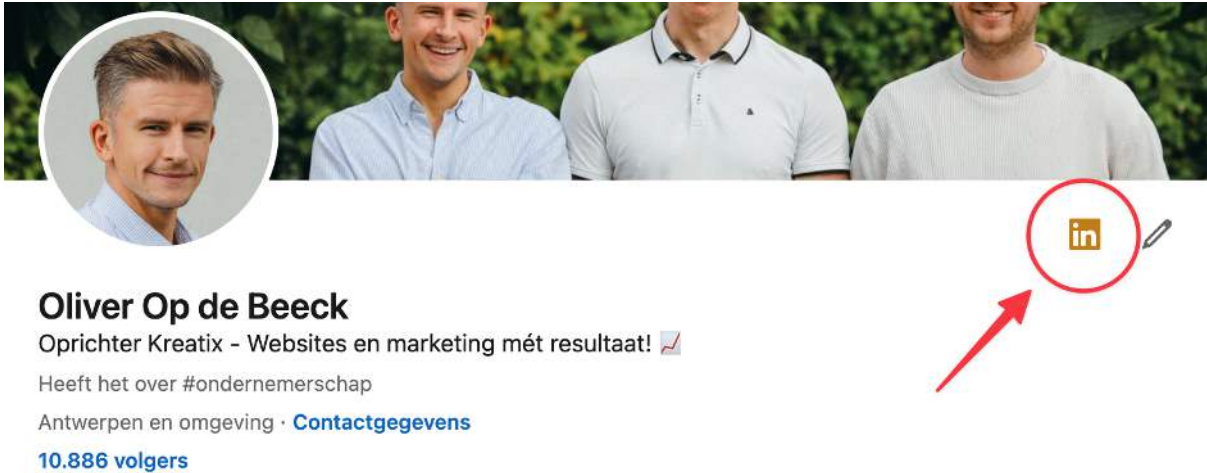 in
Oliver Op de Beeck
Oprichter Kreatix - Websites en marketing mét resultaat! 📈
Heeft het over #ondernemerschap
Antwerpen en omgeving · Contactgegevens
10.886 volgers